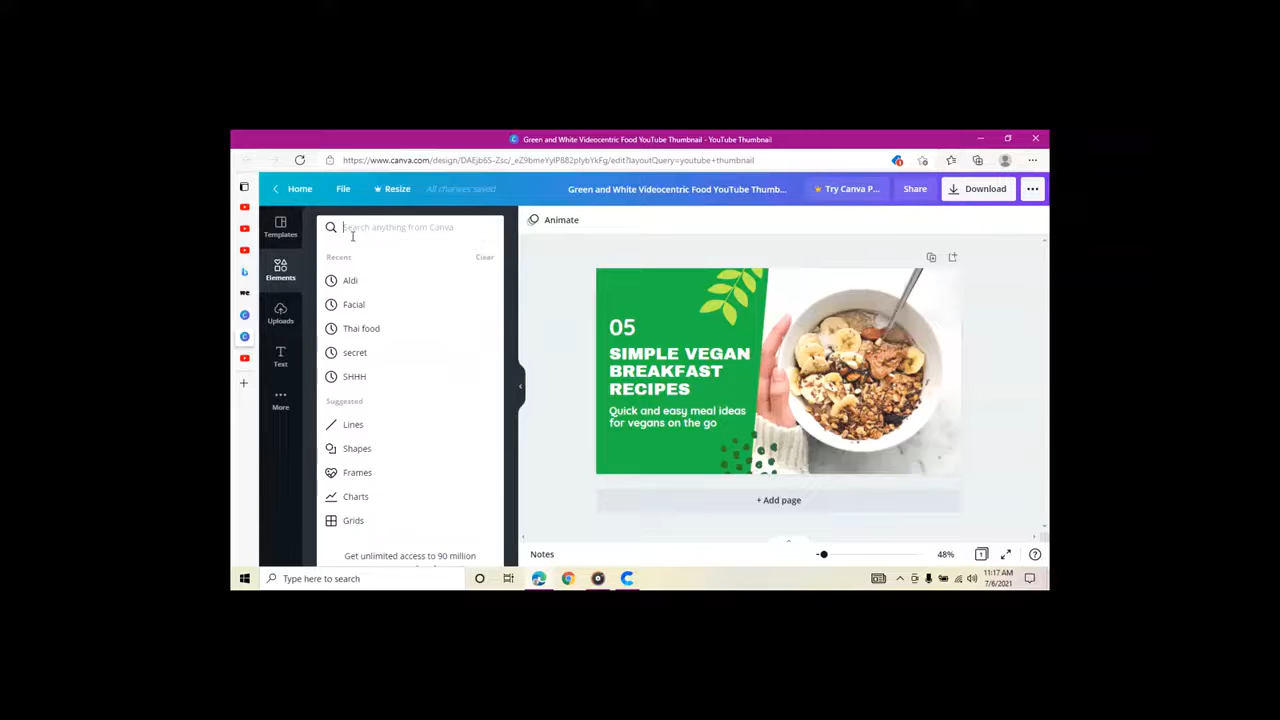 Green and White Videocentric Food YouTube Thumbnail - YouTube Thumbnail
https://www.canva.com/design/DAEjb6S-Zsc/_eZ9bmeYyIP882plybYkFg/edit?layoutQuery=youtube+thumbnail
Home File Resize All changes saved Green and White Videocentric Food YouTube Thumb... Try Canva P... Share Download
Templates
Elements
Uploads
Text
More
Search anything from Canva
Recent Clear
Aldi
Facial
Thai food
secret
SHHH
Suggested
Lines
Shapes
Frames
Charts
Grids
Get unlimited access to 90 million
Animate
05
SIMPLE VEGAN
BREAKFAST
RECIPES
Quick and easy meal ideas
for vegans on the go
+ Add page
Notes 48% 1
Type here to search
11:17 AM
7/6/2021